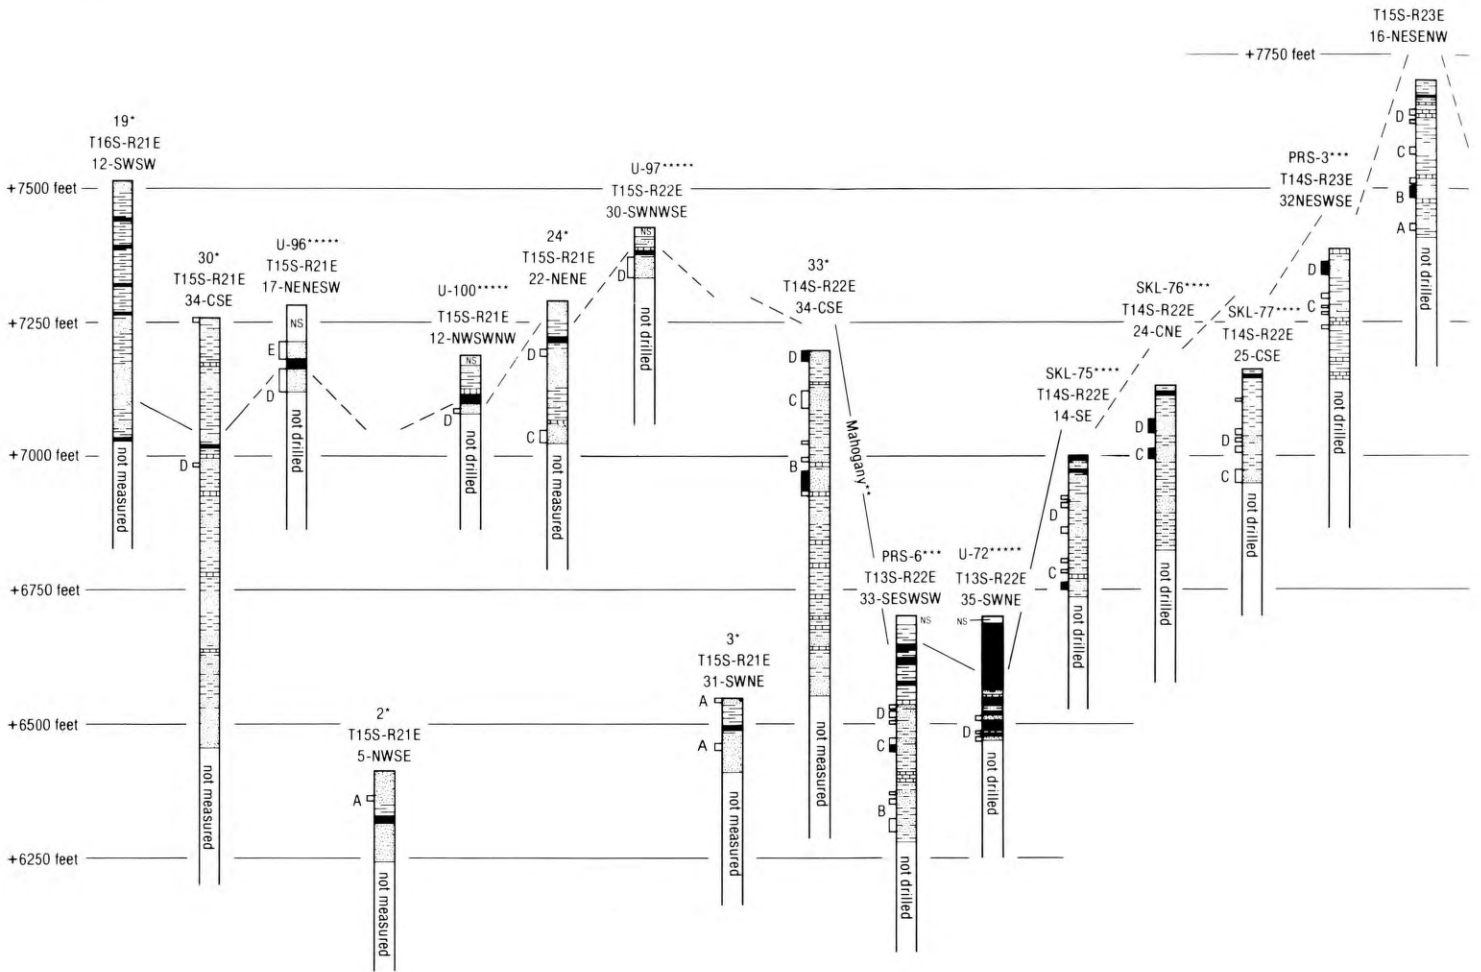 T15S-R23E
16-NESENW
+7750 feet
D
C
B
A
not drilled
19*
T16S-R21E
12-SWSW
not measured
+7500 feet
+7250 feet
+7000 feet
+6750 feet
+6500 feet
+6250 feet
30*
T15S-R21E
34-CSE
D
not measured
U-96*****
T15S-R21E
17-NENESW
NS
E
D
not drilled
2*
T15S-R21E
5-NWSE
A
not measured
U-100*****
T15S-R21E
12-NWSWNW
NS
D
not drilled
24*
T15S-R21E
22-NENE
D
C
not measured
U-97*****
T15S-R22E
30-SWNWSE
NS
D
not drilled
3*
T15S-R21E
31-SWNE
A
A
not measured
33*
T14S-R22E
34-CSE
D
C
B
not measured
Mahogany**
PRS-6***
T13S-R22E
33-SESWSW
NS
D
C
B
not drilled
U-72*****
T13S-R22E
35-SWNE
NS
D
not drilled
SKL-75****
T14S-R22E
14-SE
D
C
not drilled
SKL-76****
T14S-R22E
24-CNE
D
C
not drilled
SKL-77****
T14S-R22E
25-CSE
D
C
not drilled
PRS-3***
T14S-R23E
32NESWSE
D
C
not drilled